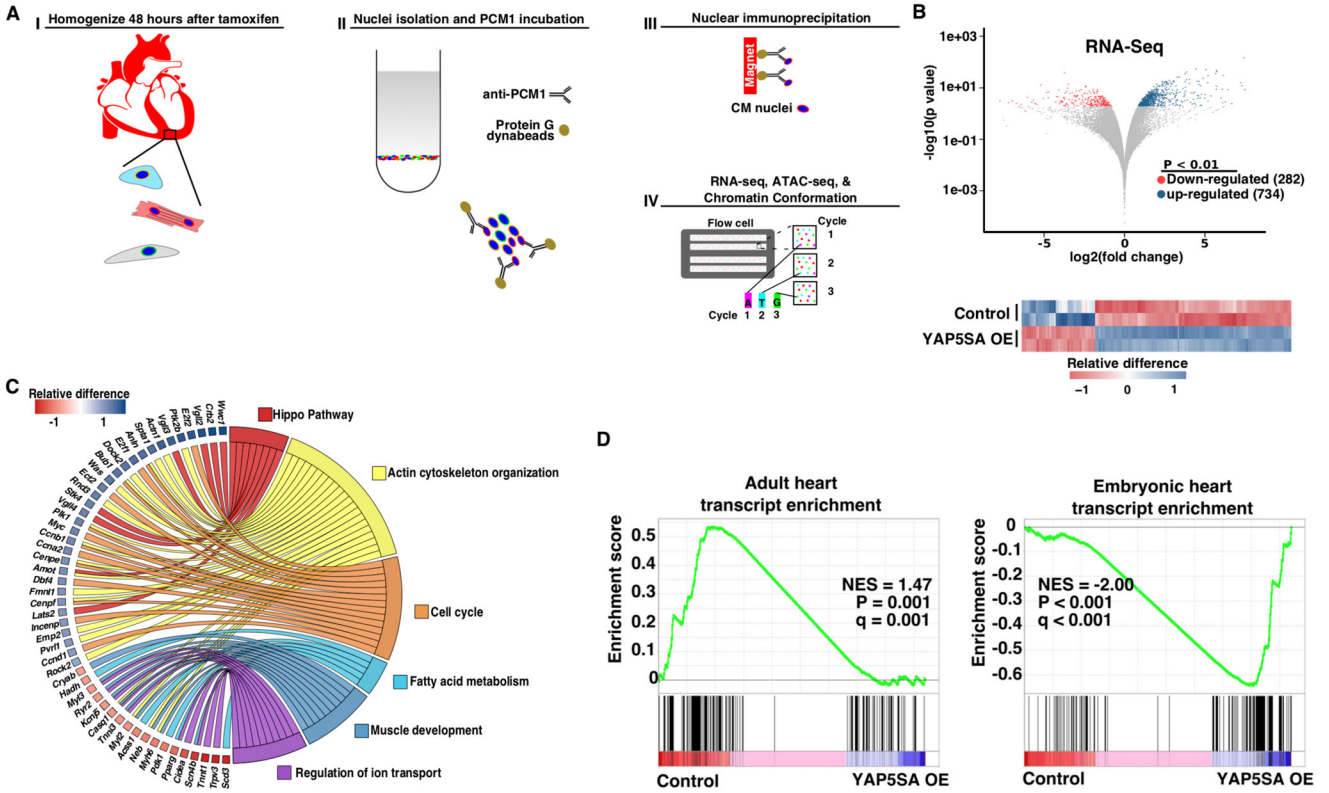 A
I
Homogenize 48 hours after tamoxifen
II
Nuclei isolation and PCM1 incubation
anti-PCM1
Protein G
dynabeads
III
Nuclear immunoprecipitation
Magnet
CM nuclei
IV
RNA-seq, ATAC-seq, &
Chromatin Conformation
Flow cell
Cycle
1
2
3
A T G
Cycle 1 2 3
B
RNA-Seq
1e+03
1e+01
1e-01
1e-03
-log10(p value)
P < 0.01
Down-regulated (282)
up-regulated (734)
-5 0 5
log2(fold change)
Control
YAP5SA OE
Relative difference
-1 0 1
C
Relative difference
-1 1
Wwc1
Crb2
Vgll2
E2f2
Ptk2b
Vgll3
Actn1
Spta1
Anln
E2f1
Dock2
Bub1
Was
Ect2
Rnd3
Stk4
Vgll4
Plk1
Myc
Ccnb1
Ccna2
Cenpe
Amot
Dbf4
Fmnl1
Cenpf
Lats2
Incenp
Emp2
Pvrl1
Ccnd1
Rock2
Cryab
Hadh
Myl3
Ryr2
Kcnj5
Casq1
Tnni3
Myl2
Acss1
Neb
Myh6
Pdk1
Pparg
Cidea
Scn4b
Tnnt1
Trpx3
Scd3
Hippo Pathway
Actin cytoskeleton organization
Cell cycle
Fatty acid metabolism
Muscle development
Regulation of ion transport
D
Adult heart
transcript enrichment
Enrichment score
0.5
0.4
0.3
0.2
0.1
0
NES = 1.47
P = 0.001
q = 0.001
Control
YAP5SA OE
Embryonic heart
transcript enrichment
Enrichment score
0
-0.1
-0.2
-0.3
-0.4
-0.5
-0.6
NES = -2.00
P < 0.001
q < 0.001
Control
YAP5SA OE